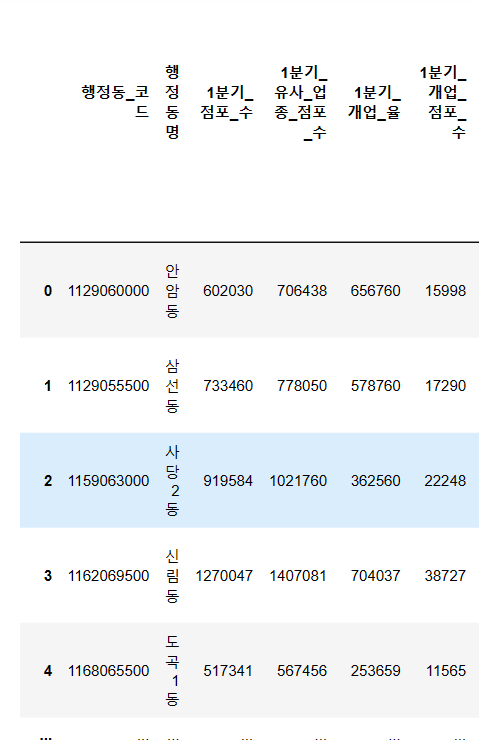 행정동_코드 행정동명 1분기_점포_수 1분기_유사_업종_점포_수 1분기_개업_율 1분기_개업_점포_수
0 1129060000 안암동 602030 706438 656760 15998
1 1129055500 삼선동 733460 778050 578760 17290
2 1159063000 사당2동 919584 1021760 362560 22248
3 1162069500 신림동 1270047 1407081 704037 38727
4 1168065500 도곡1동 517341 567456 253659 11565
... ... ... ... ... ... ...